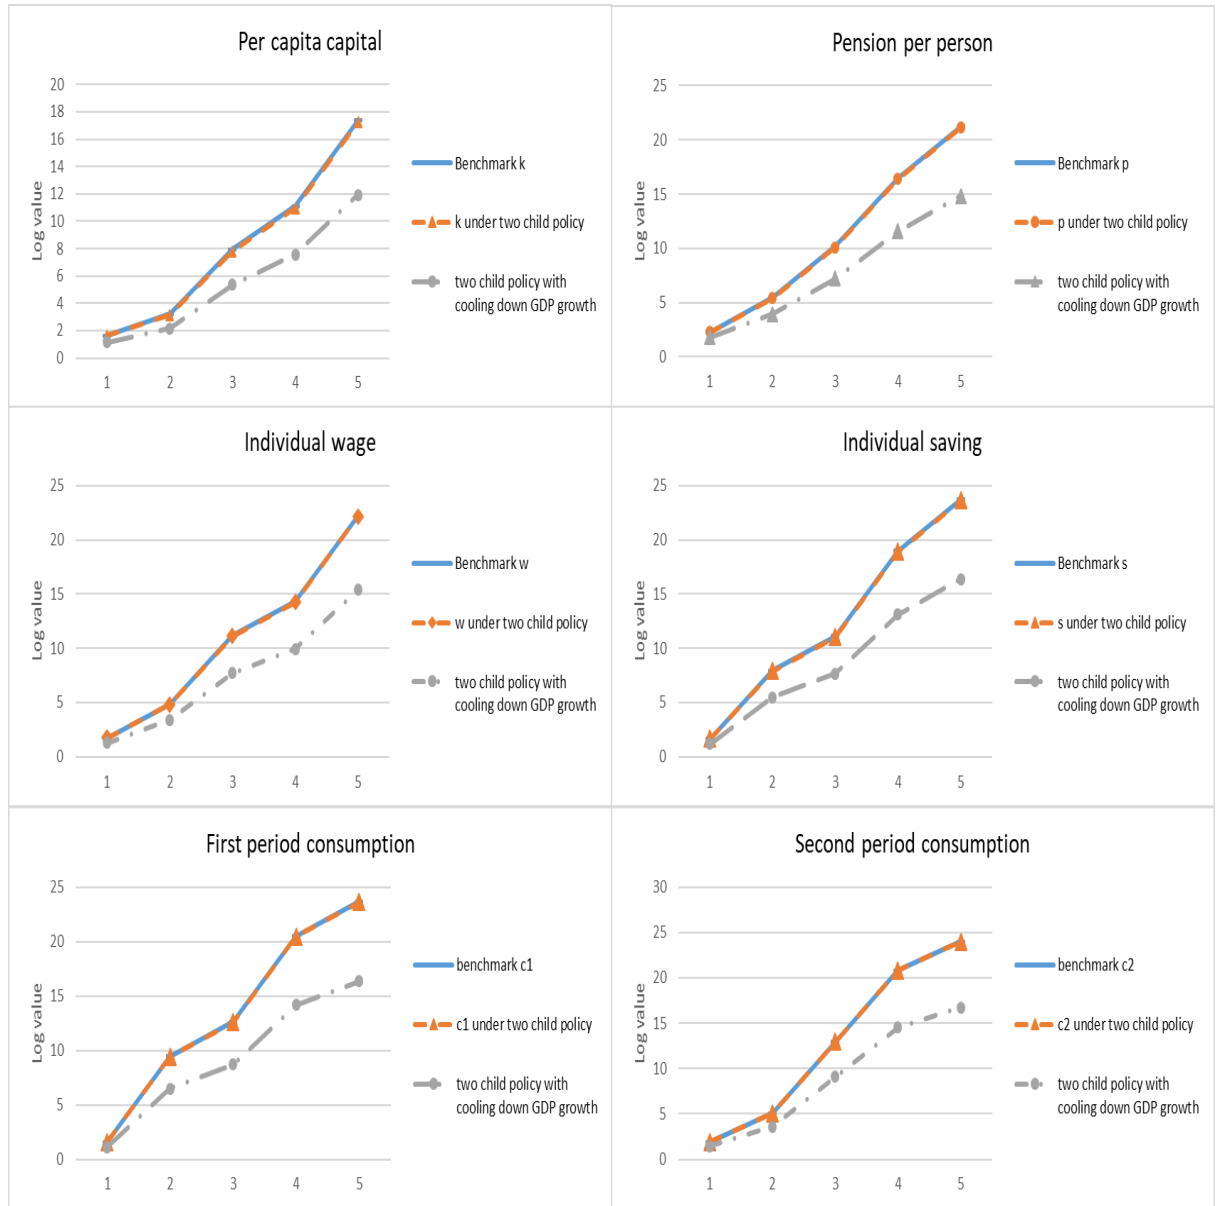 Per capita capital
20
18
16
14
12
10
8
6
4
2
0
Log value
1 2 3 4 5
Benchmark k
k under two child policy
two child policy with
cooling down GDP growth
Pension per person
25
20
15
10
5
0
Log value
1 2 3 4 5
Benchmark p
p under two child policy
two child policy with
cooling down GDP growth
Individual wage
25
20
15
10
5
0
Log value
1 2 3 4 5
Benchmark w
w under two child policy
two child policy with
cooling down GDP growth
Individual saving
25
20
15
10
5
0
Log value
1 2 3 4 5
Benchmark s
s under two child policy
two child policy with
cooling down GDP growth
First period consumption
25
20
15
10
5
0
Log value
1 2 3 4 5
benchmark c1
c1 under two child policy
two child policy with
cooling down GDP growth
Second period consumption
30
25
20
15
10
5
0
Log value
1 2 3 4 5
benchmark c2
c2 under two child policy
two child policy with
cooling down GDP growth